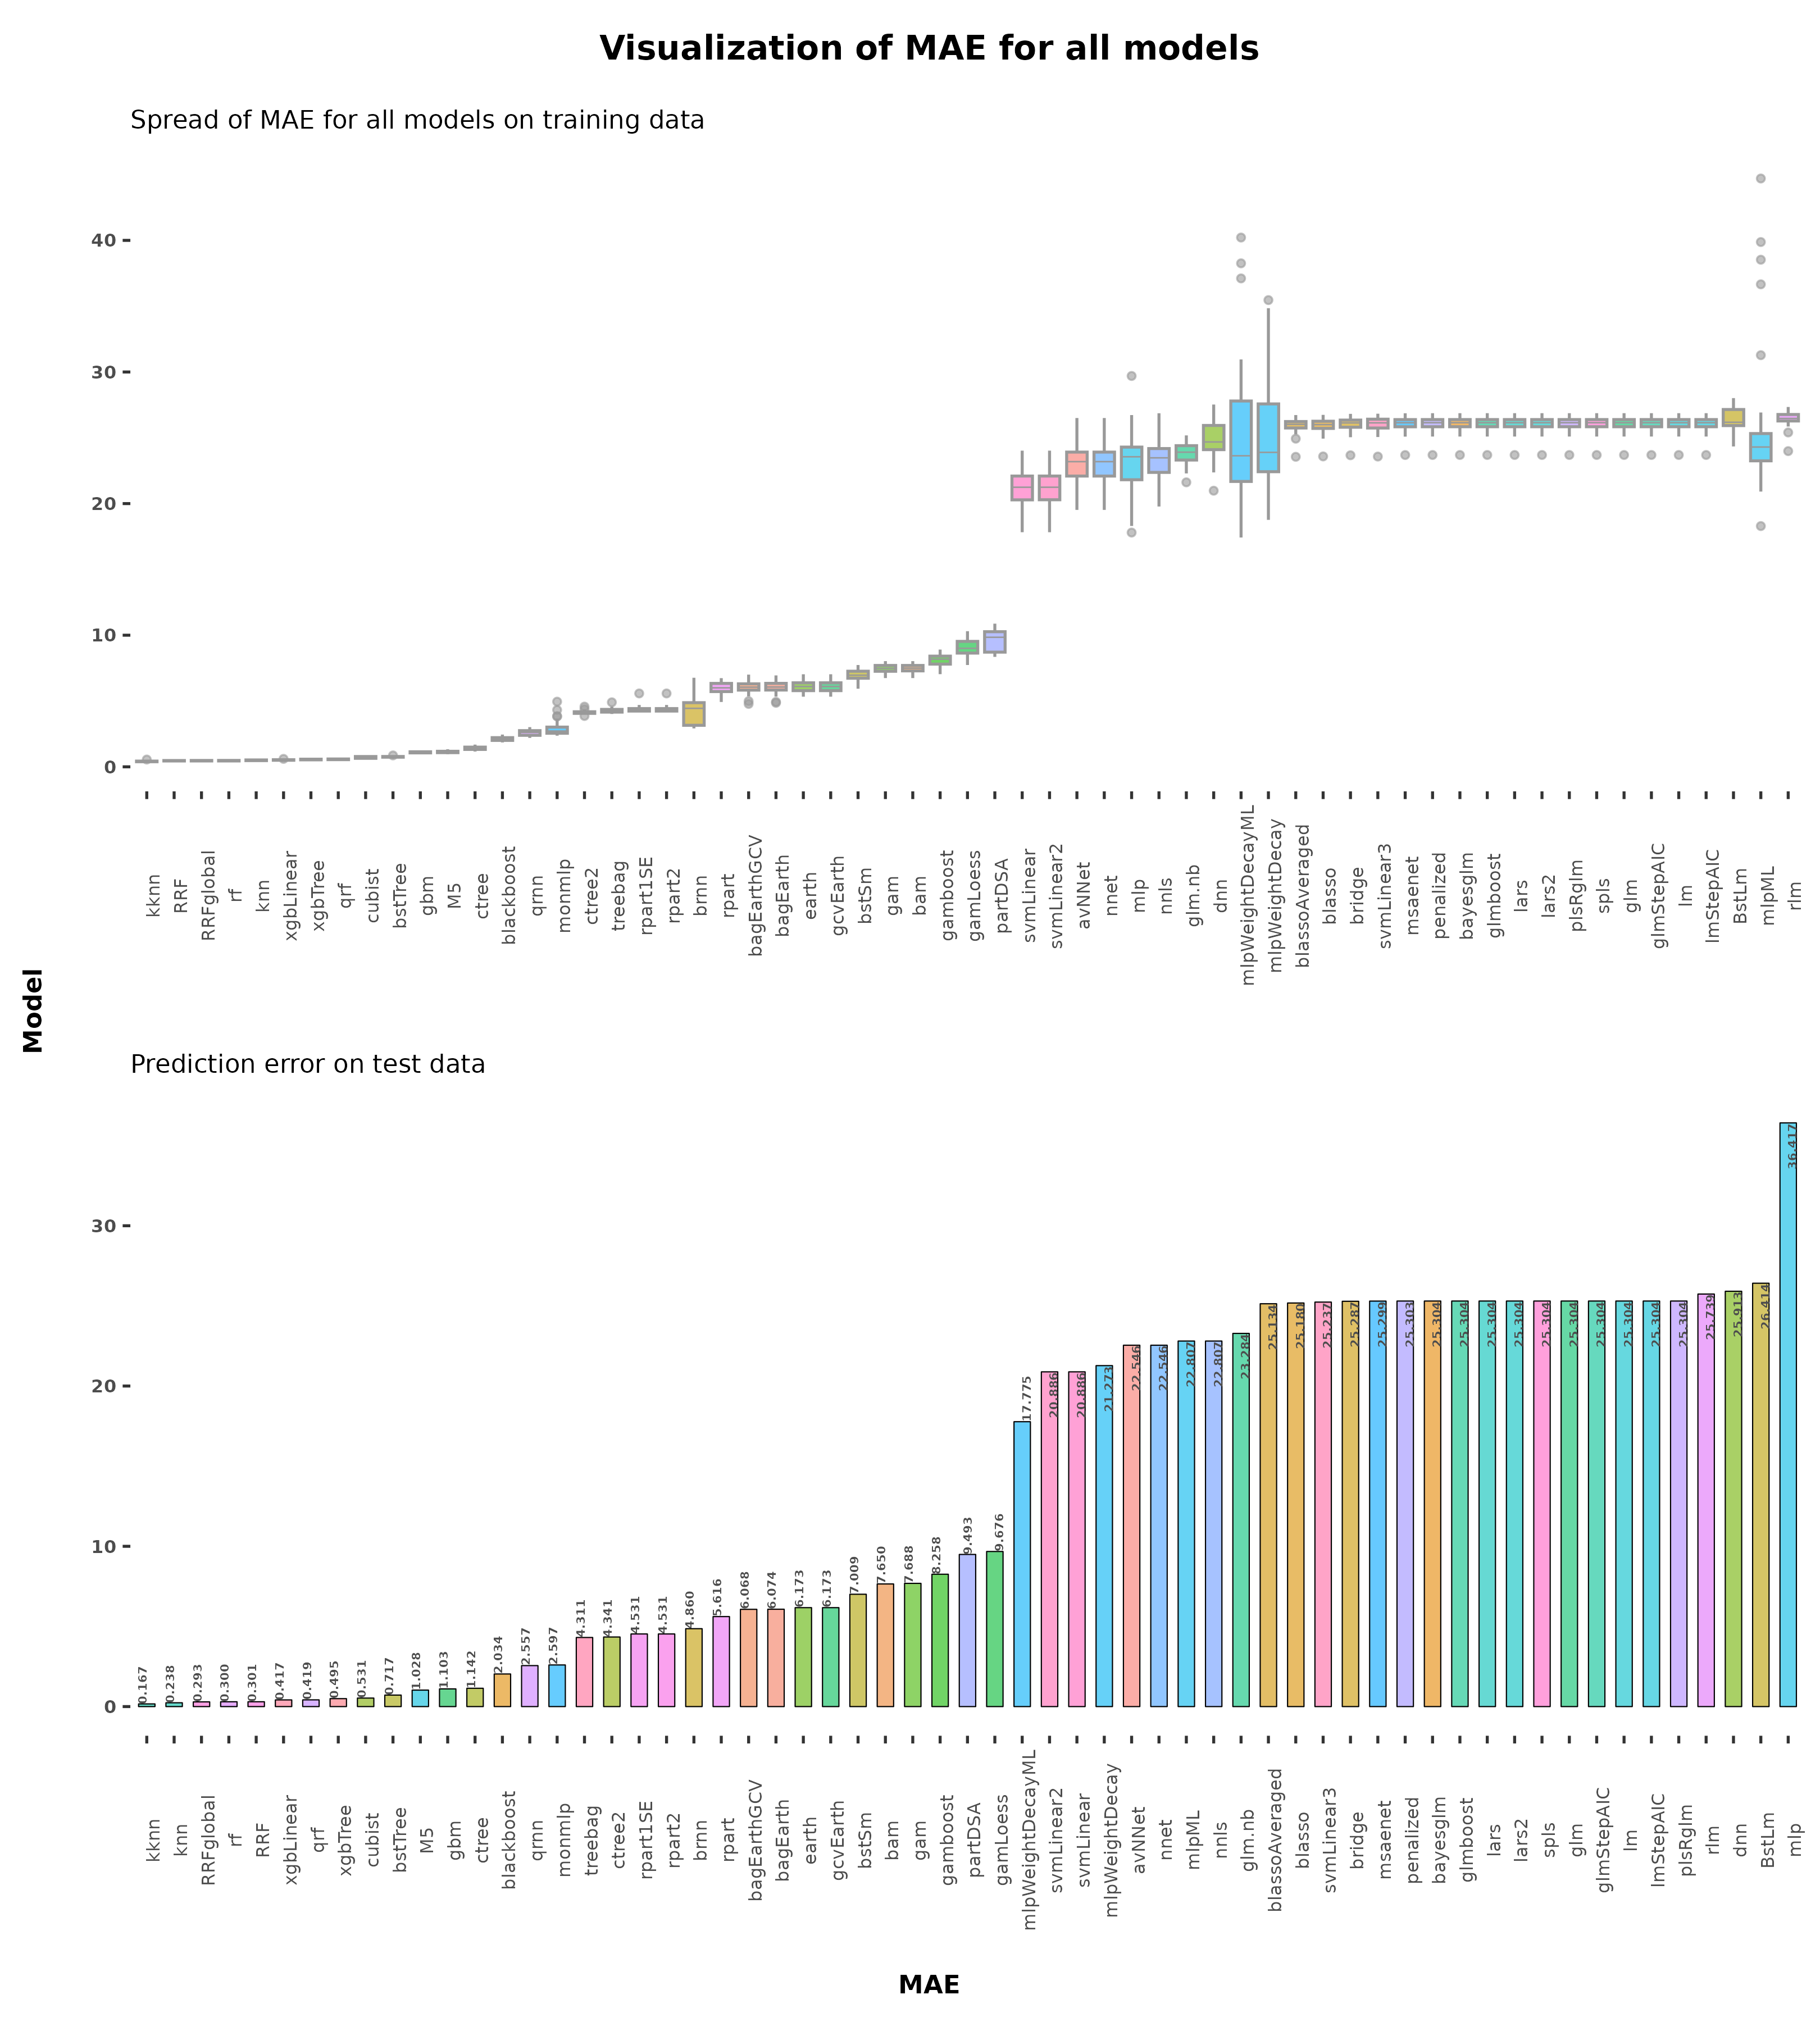 Visualization of MAE for all models
Spread of MAE for all models on training data
40
30
20
10
0
kknn
RRF
RRFglobal
rf
knn
xgbLinear
xgbTree
qrf
cubist
bstTree
gbm
M5
ctree
blackboost
qrnn
monmlp
ctree2
treebag
rpart1SE
rpart2
brnn
rpart
bagEarthGCV
bagEarth
earth
gcvEarth
bstSm
gam
bam
gamboost
gamLoess
partDSA
svmLinear
svmLinear2
avNNet
nnet
mlp
nnls
glm.nb
dnn
mlpWeightDecayML
mlpWeightDecay
blassoAveraged
blasso
bridge
svmLinear3
msaenet
penalized
bayesglm
glmboost
lars
lars2
plsRglm
spls
glm
glmStepAIC
lm
lmStepAIC
BstLm
mlpML
rlm
Model
Prediction error on test data
30
20
10
0
0.167
0.238
0.293
0.300
0.301
0.417
0.419
0.495
0.531
0.717
1.028
1.103
1.142
2.034
2.557
2.597
4.311
4.341
4.531
4.531
4.860
5.616
6.068
6.074
6.173
6.173
7.009
7.650
7.688
8.258
9.493
9.676
17.775
20.886
20.886
21.273
22.546
22.546
22.807
22.807
23.284
25.134
25.180
25.237
25.287
25.299
25.303
25.304
25.304
25.304
25.304
25.304
25.304
25.304
25.304
25.304
25.304
25.739
25.913
26.414
36.417
kknn
knn
RRFglobal
rf
RRF
xgbLinear
qrf
xgbTree
cubist
bstTree
M5
gbm
ctree
blackboost
qrnn
monmlp
treebag
ctree2
rpart1SE
rpart2
brnn
rpart
bagEarthGCV
bagEarth
earth
gcvEarth
bstSm
bam
gam
gamboost
partDSA
gamLoess
mlpWeightDecayML
svmLinear2
svmLinear
mlpWeightDecay
avNNet
nnet
mlpML
nnls
glm.nb
blassoAveraged
blasso
svmLinear3
bridge
msaenet
penalized
bayesglm
glmboost
lars
lars2
spls
glm
glmStepAIC
lm
lmStepAIC
plsRglm
rlm
dnn
BstLm
mlp
MAE